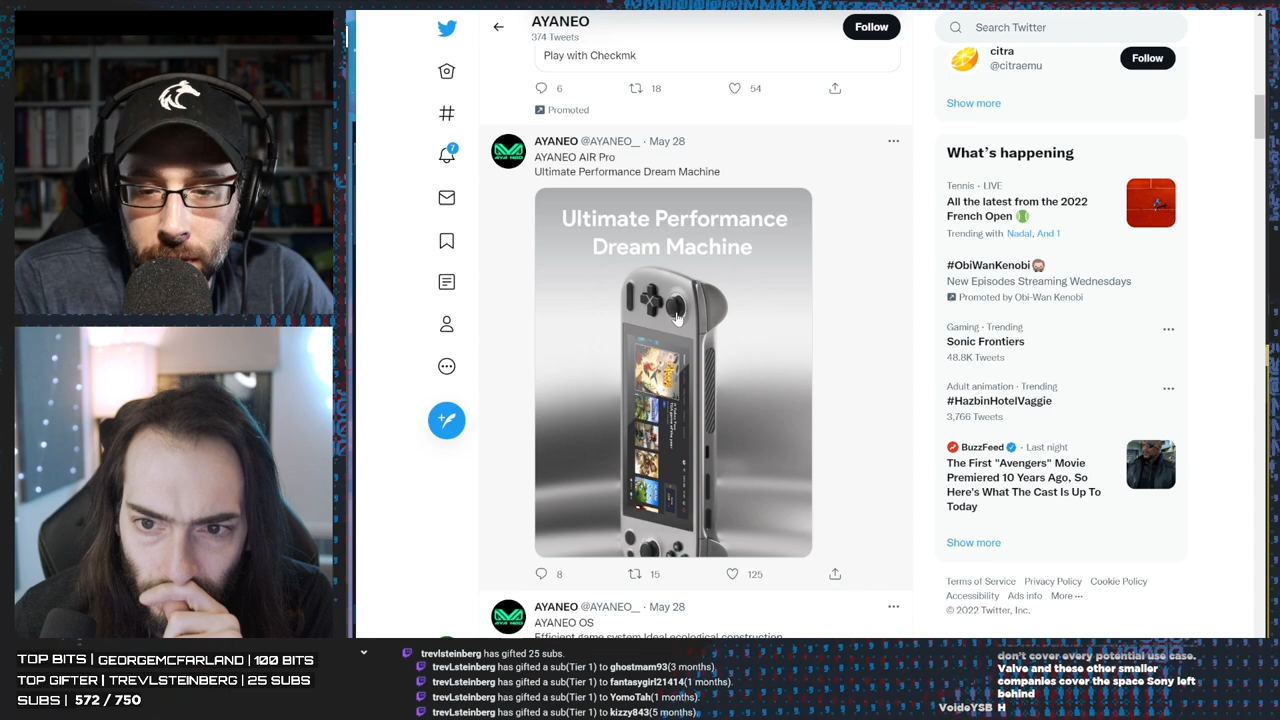 AYANEO
374 Tweets
Follow
Search Twitter
Play with Checkmk
6
18
54
Promoted
citra
@citraemu
Follow
Show more
7
AYANEO @AYANEO__ · May 28
AYANEO AIR Pro
Ultimate Performance Dream Machine
Ultimate Performance
Dream Machine
8
15
125
AYANEO @AYANEO__ · May 28
AYANEO OS
Efficient game system Ideal ecological construction
What's happening
Tennis · LIVE
All the latest from the 2022
French Open
Trending with Nadal, And 1
#ObiWanKenobi
New Episodes Streaming Wednesdays
Promoted by Obi-Wan Kenobi
Gaming · Trending
Sonic Frontiers
48.8K Tweets
Adult animation · Trending
#HazbinHotelVaggie
3,766 Tweets
BuzzFeed · Last night
The First "Avengers" Movie
Premiered 10 Years Ago, So
Here's What The Cast Is Up To
Today
Show more
Terms of Service Privacy Policy Cookie Policy
Accessibility Ads info More ···
© 2022 Twitter, Inc.
TOP BITS | GEORGEMCFARLAND | 100 BITS
TOP GIFTER | TREVLSTEINBERG | 25 SUBS
SUBS | 572 / 750
trevlsteinberg has gifted 25 subs.
trevLsteinberg has gifted a sub(Tier 1) to ghostmam93(3 months).
trevLsteinberg has gifted a sub(Tier 1) to fantasygirl21414(1 months).
trevLsteinberg has gifted a sub(Tier 1) to YomoTah(1 months).
trevLsteinberg has gifted a sub(Tier 1) to kizzy843(5 months).
don't cover every potential use case.
Valve and these other smaller
companies cover the space Sony left
behind
VoideYSB H